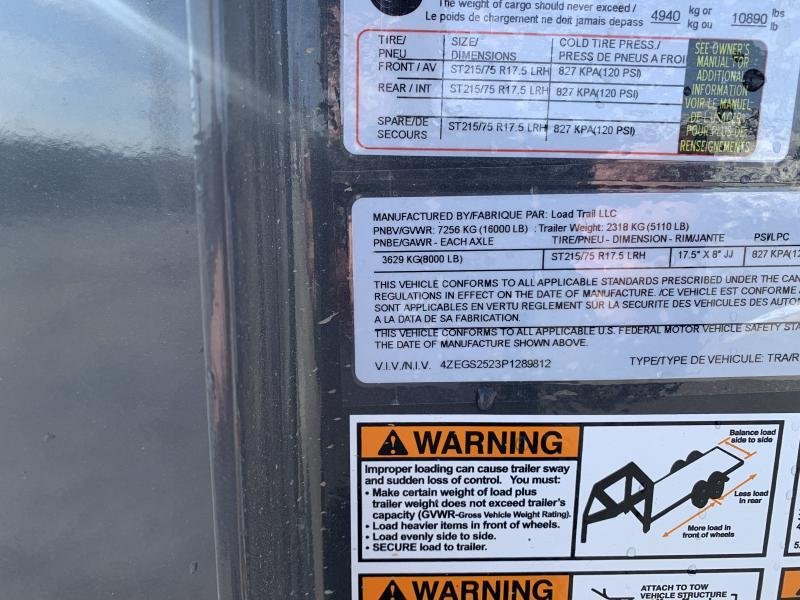 The weight of cargo should never exceed /
Le poids de chargement ne doit jamais depass 4940 kg or kg ou 10890 lbs lb
TIRE/ PNEU SIZE/ DIMENSIONS COLD TIRE PRESS./ PRESS DE PNEUS A FROI
FRONT / AV ST215/75 R17.5 LRH 827 KPA(120 PSI)
REAR / INT ST215/75 R17.5 LRH 827 KPA(120 PSI)
SPARE/DE SECOURS ST215/75 R17.5 LRH 827 KPA(120 PSI)
SEE OWNER'S
MANUAL FOR
ADDITIONAL
INFORMATION
VOIR LE MANUEL
DE L'USAGER
POUR PLUS DE
RENSEIGNEMENTS
MANUFACTURED BY/FABRIQUE PAR: Load Trail LLC
PNBV/GVWR: 7256 KG (16000 LB) : Trailer Weight: 2318 KG (5110 LB)
PNBE/GAWR - EACH AXLE TIRE/PNEU - DIMENSION - RIM/JANTE PSI/LPC
3629 KG(8000 LB) ST215/75 R17.5 LRH 17.5" X 8" JJ 827 KPA(12
THIS VEHICLE CONFORMS TO ALL APPLICABLE STANDARDS PRESCRIBED UNDER THE CAN
REGULATIONS IN EFFECT ON THE DATE OF MANUFACTURE. /CE VEHICLE EST CONFORME
SONT APPLICABLES EN VERTU REGLEMENT SUR LA SECURITE DES VEHICULES DES AUTO
A LA DATA DE SA FABRICATION.
THIS VEHICLE CONFORMS TO ALL APPLICABLE U.S. FEDERAL MOTOR VEHICLE SAFETY STA
THE DATE OF MANUFACTURE SHOWN ABOVE.
V.I.V./N.I.V. 4ZEGS2523P1289812 TYPE/TYPE DE VEHICULE: TRA/R
WARNING
Improper loading can cause trailer sway
and sudden loss of control. You must:
• Make certain weight of load plus
trailer weight does not exceed trailer's
capacity (GVWR-Gross Vehicle Weight Rating).
• Load heavier items in front of wheels.
• Load evenly side to side.
• SECURE load to trailer.
Balance load
side to side
Less load
in rear
More load in
front of wheels
WARNING
ATTACH TO TOW
VEHICLE STRUCTURE